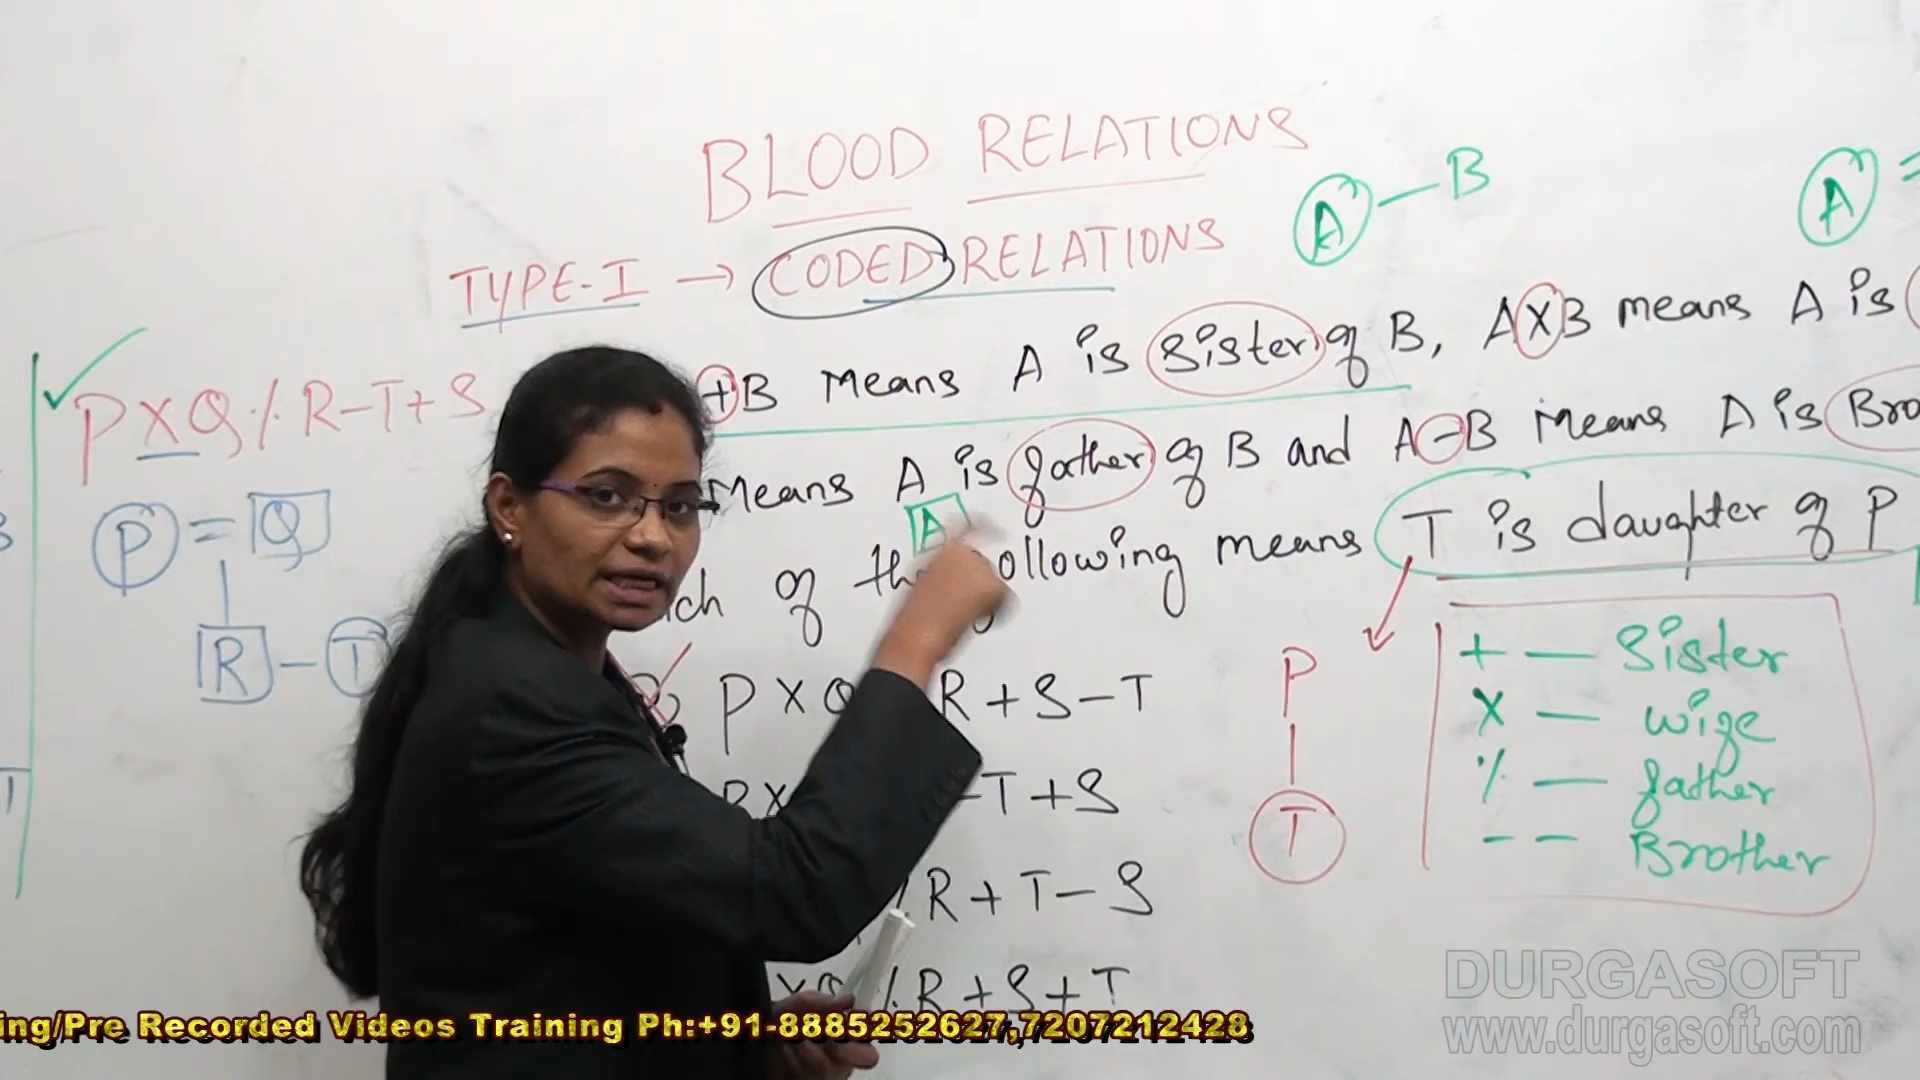 BLOOD RELATIONS
A - B
A =
TYPE-I → CODED RELATIONS
+B Means A is Sister of B, AXB means A is
Means A is father of B and A-B Means A is Bro
A
ch of the following means T is daughter of P
P X Q % R - T + S
P = Q
R - T
P X Q R + S - T
P X - T + S
% R + T - S
X Q % R + S + T
P
T
+ — Sister
X — wife
% — father
- — Brother
ing/Pre Recorded Videos Training Ph:+91-8885252627,7207212428
DURGASOFT
www.durgasoft.com